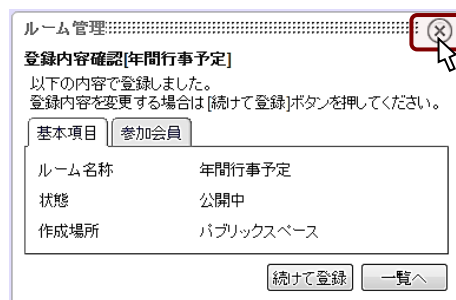 ルーム管理
登録内容確認[年間行事予定]
以下の内容で登録しました。
登録内容を変更する場合は[続けて登録]ボタンを押してください。
基本項目 参加会員
ルーム名称 年間行事予定
状態 公開中
作成場所 パブリックスペース
続けて登録 一覧へ